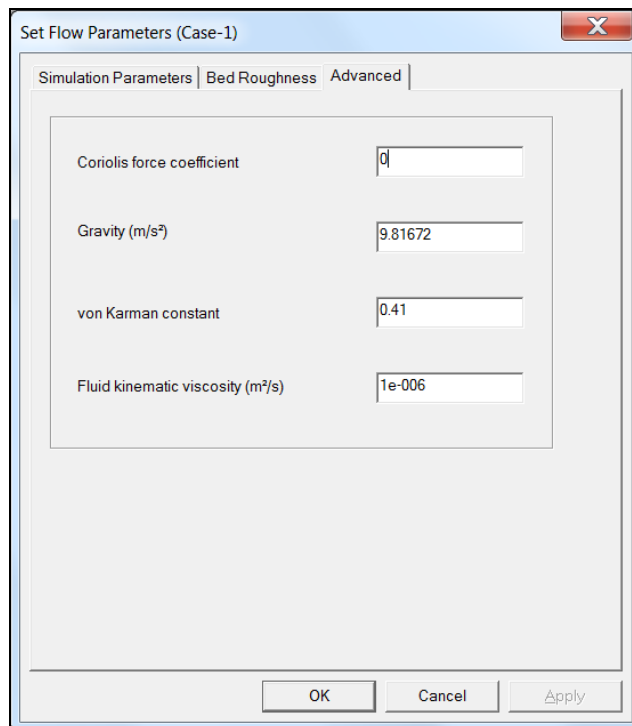 Set Flow Parameters (Case-1)
Simulation Parameters Bed Roughness Advanced
Coriolis force coefficient 0
Gravity (m/s²) 9.81672
von Karman constant 0.41
Fluid kinematic viscosity (m²/s) 1e-006
OK Cancel Apply